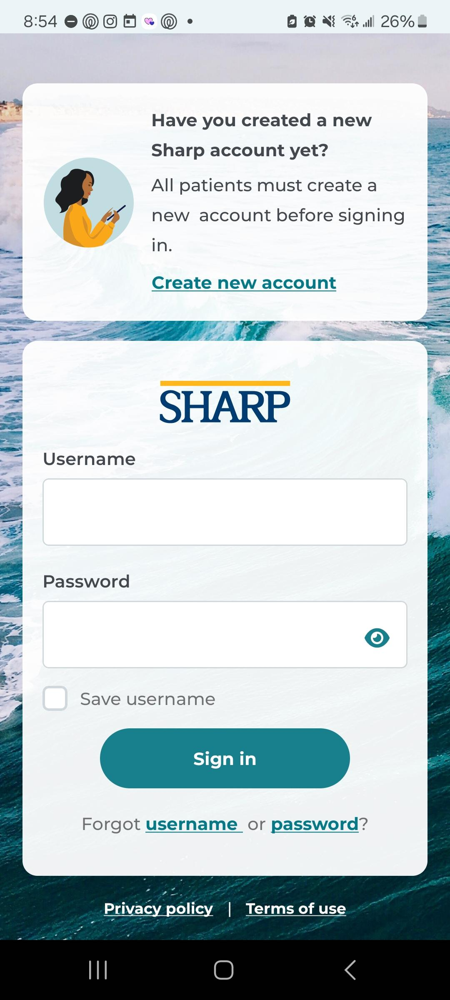 8:54
26%
Have you created a new
Sharp account yet?
All patients must create a
new  account before signing
in.
Create new account
SHARP
Username
Password
Save username
Sign in
Forgot username  or password?
Privacy policy | Terms of use